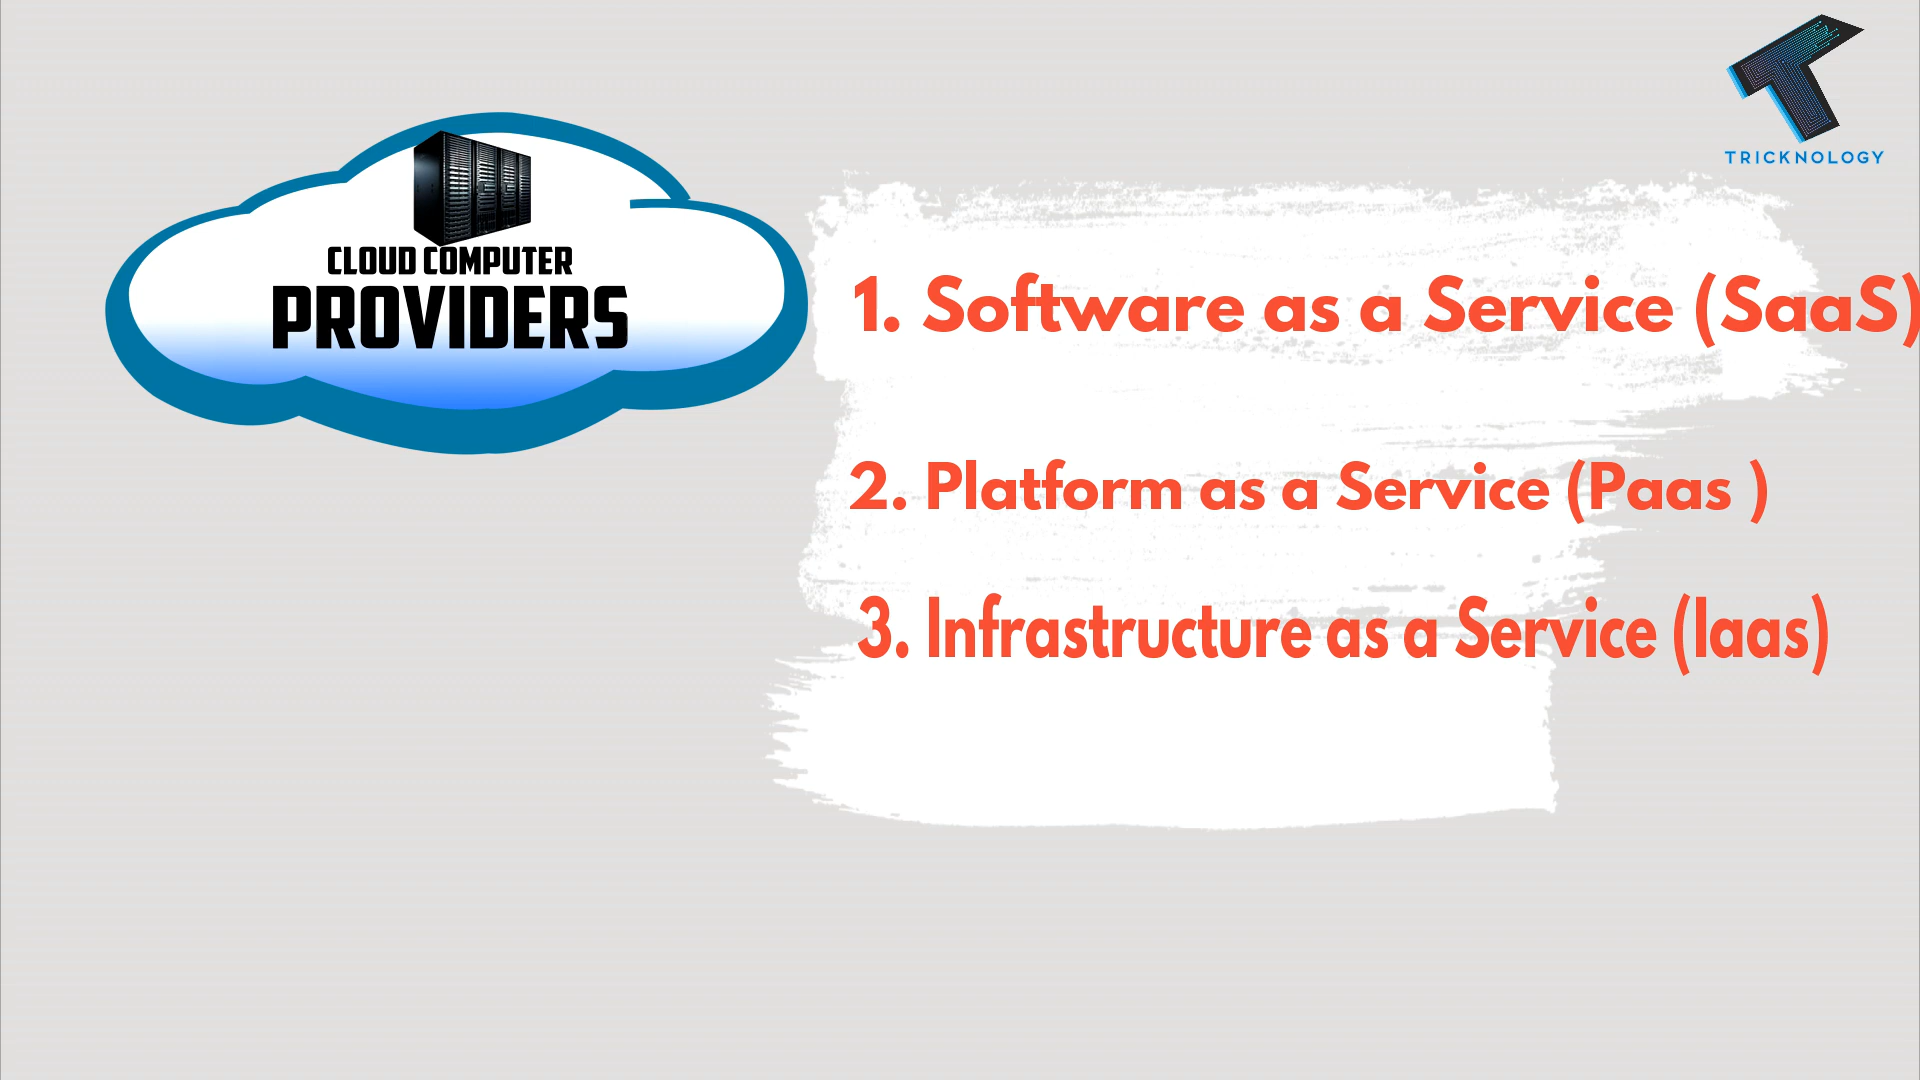 TRICKNOLOGY
CLOUD COMPUTER
PROVIDERS
1. Software as a Service (SaaS)
2. Platform as a Service (Paas )
3. Infrastructure as a Service (Iaas)